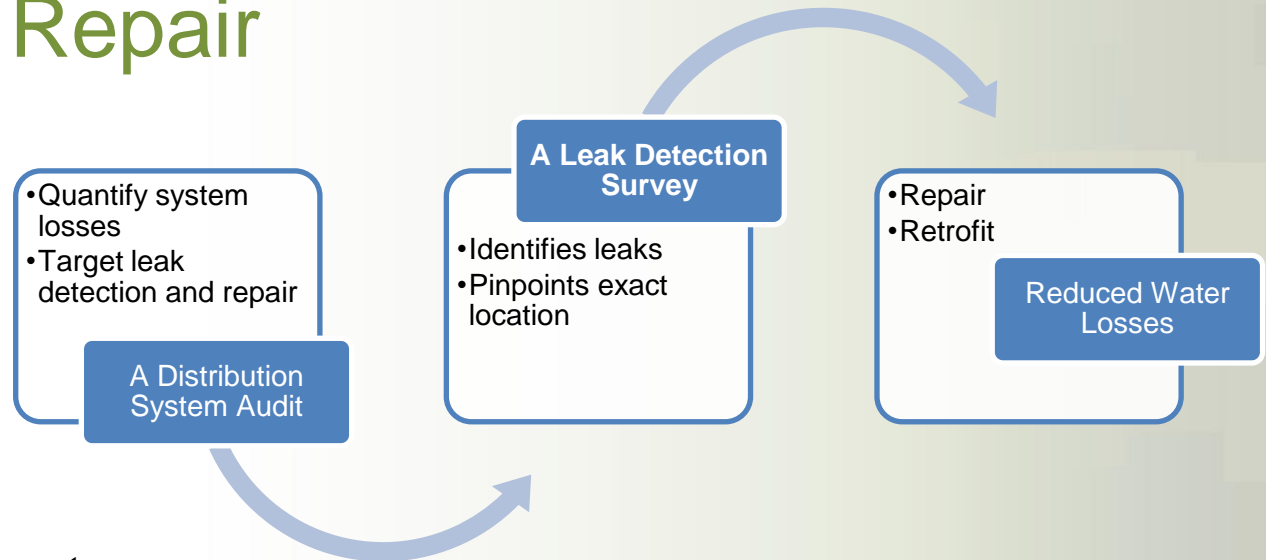 Repair
•Quantify system
losses
•Target leak
detection and repair
A Distribution
System Audit
A Leak Detection
Survey
•Identifies leaks
•Pinpoints exact
location
•Repair
•Retrofit
Reduced Water
Losses